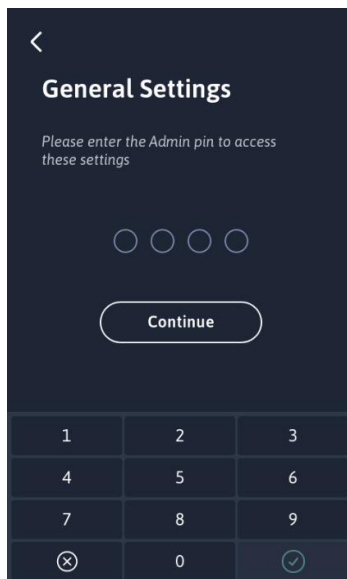 General Settings
Please enter the Admin pin to access
these settings
Continue
1 2 3
4 5 6
7 8 9
0